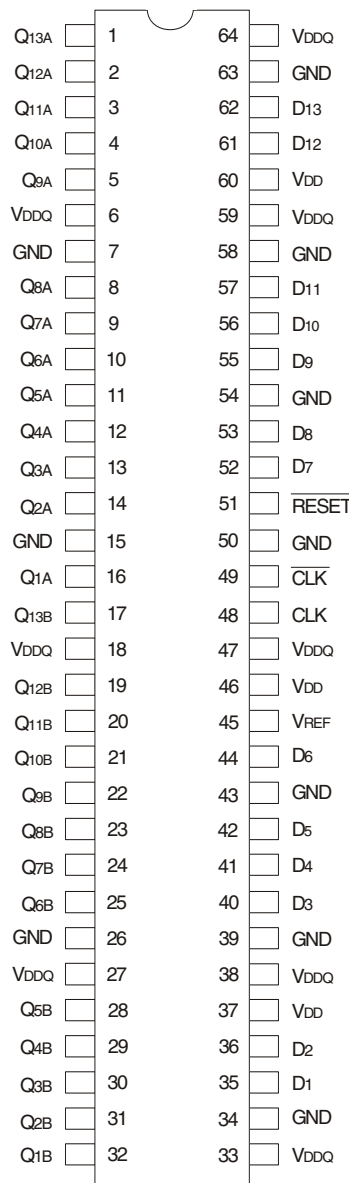 Q13A 1 64 VDDQ
Q12A 2 63 GND
Q11A 3 62 D13
Q10A 4 61 D12
Q9A 5 60 VDD
VDDQ 6 59 VDDQ
GND 7 58 GND
Q8A 8 57 D11
Q7A 9 56 D10
Q6A 10 55 D9
Q5A 11 54 GND
Q4A 12 53 D8
Q3A 13 52 D7
Q2A 14 51 RESET
GND 15 50 GND
Q1A 16 49 CLK
Q13B 17 48 CLK
VDDQ 18 47 VDDQ
Q12B 19 46 VDD
Q11B 20 45 VREF
Q10B 21 44 D6
Q9B 22 43 GND
Q8B 23 42 D5
Q7B 24 41 D4
Q6B 25 40 D3
GND 26 39 GND
VDDQ 27 38 VDDQ
Q5B 28 37 VDD
Q4B 29 36 D2
Q3B 30 35 D1
Q2B 31 34 GND
Q1B 32 33 VDDQ